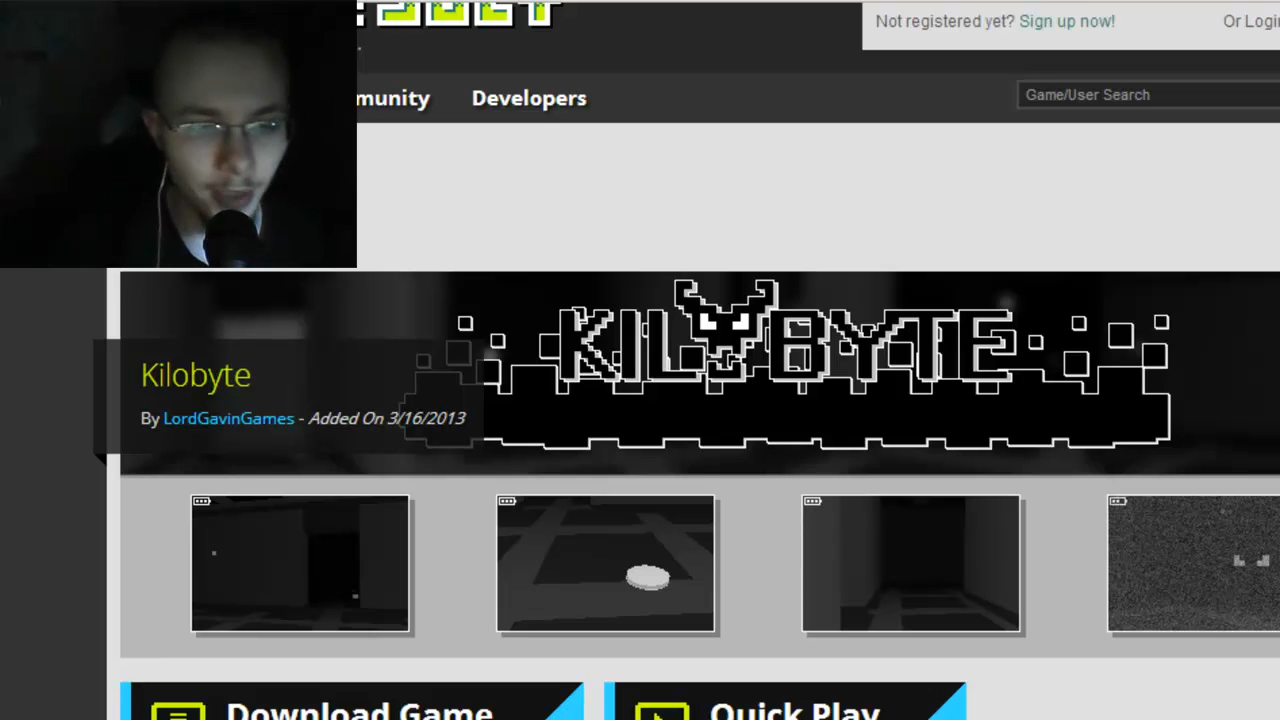 Not registered yet? Sign up now!
Or Logi
munity
Developers
Game/User Search
KILOBYTE
Kilobyte
By LordGavinGames - Added On 3/16/2013
Download Game
Quick Play